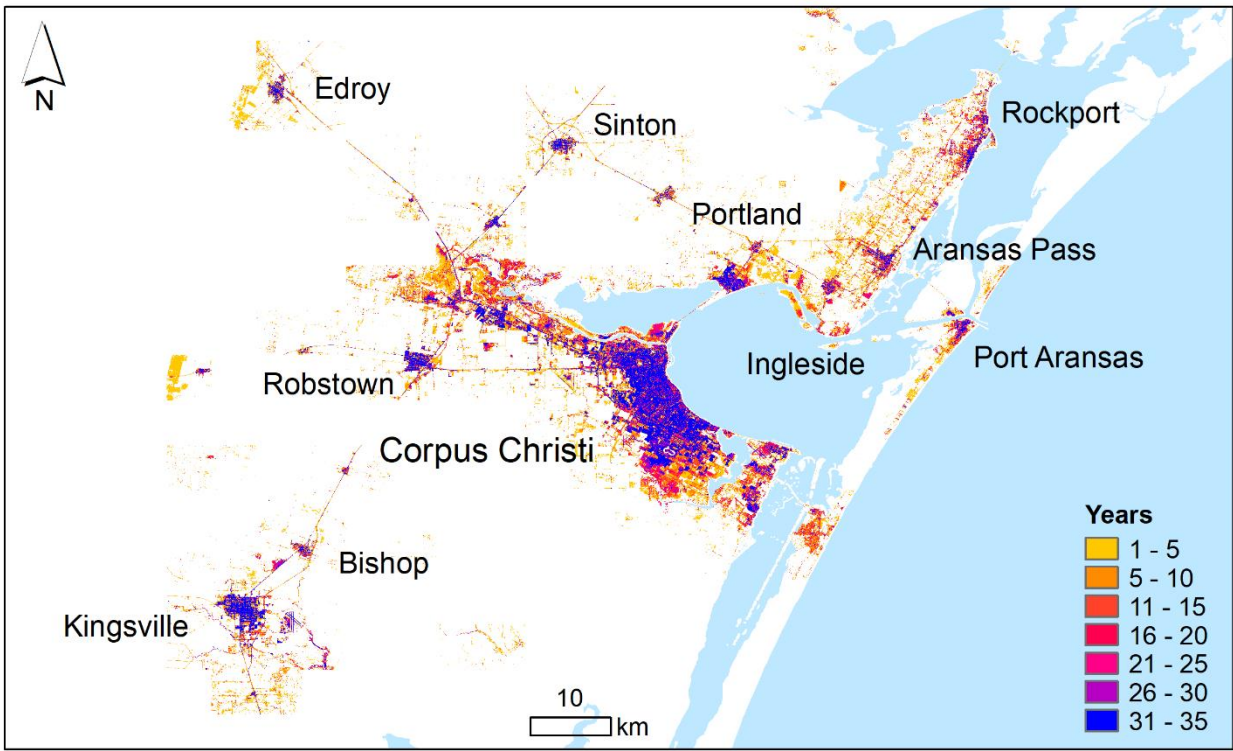 N
Edroy
Sinton
Rockport
Portland
Aransas Pass
Ingleside
Port Aransas
Robstown
Corpus Christi
Bishop
Kingsville
10
km
Years
1 - 5
5 - 10
11 - 15
16 - 20
21 - 25
26 - 30
31 - 35